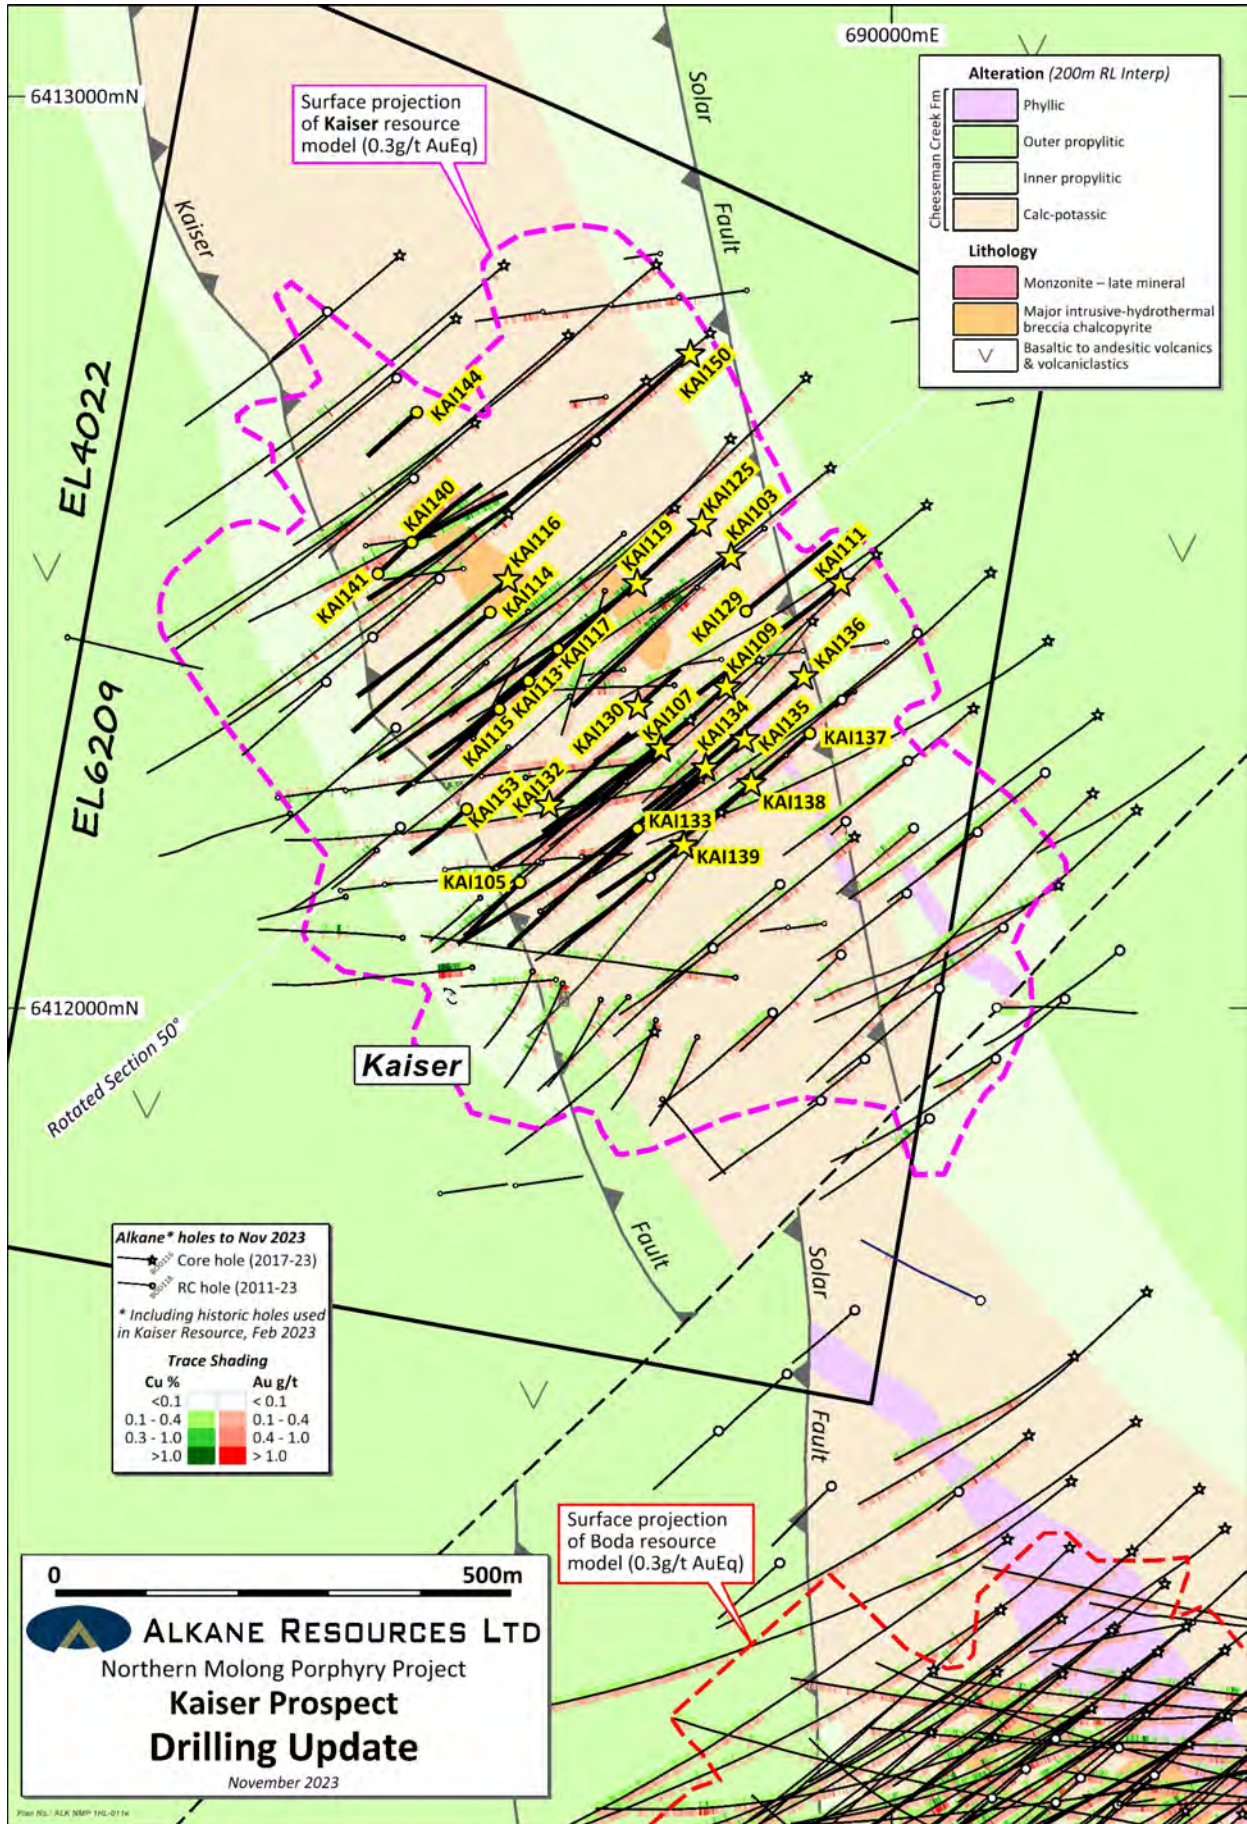 690000mE
6413000mN
Solar
Fault
Surface projection
of Kaiser resource
model (0.3g/t AuEq)
Alteration (200m RL Interp)
Cheeseman Creek Fm
Phyllic
Outer propylitic
Inner propylitic
Calc-potassic
Lithology
Monzonite – late mineral
Major intrusive-hydrothermal
breccia chalcopyrite
Basaltic to andesitic volcanics
& volcaniclastics
Kaiser
EL4022
EL6209
KAI150
KAI144
KAI140
KAI116
KAI125
KAI103
KAI119
KAI111
KAI141
KAI114
KAI129
KAI117
KAI109
KAI136
KAI113
KAI130
KAI107
KAI134
KAI135
KAI115
KAI137
KAI153
KAI132
KAI138
KAI133
KAI139
KAI105
6412000mN
Rotated Section 50°
Kaiser
Fault
Solar
Fault
Alkane* holes to Nov 2023
Core hole (2017-23)
RC hole (2011-23
* Including historic holes used
in Kaiser Resource, Feb 2023
Trace Shading
Cu % Au g/t
<0.1 < 0.1
0.1 - 0.4 0.1 - 0.4
0.3 - 1.0 0.4 - 1.0
>1.0 > 1.0
Surface projection
of Boda resource
model (0.3g/t AuEq)
0 500m
ALKANE RESOURCES LTD
Northern Molong Porphyry Project
Kaiser Prospect
Drilling Update
November 2023